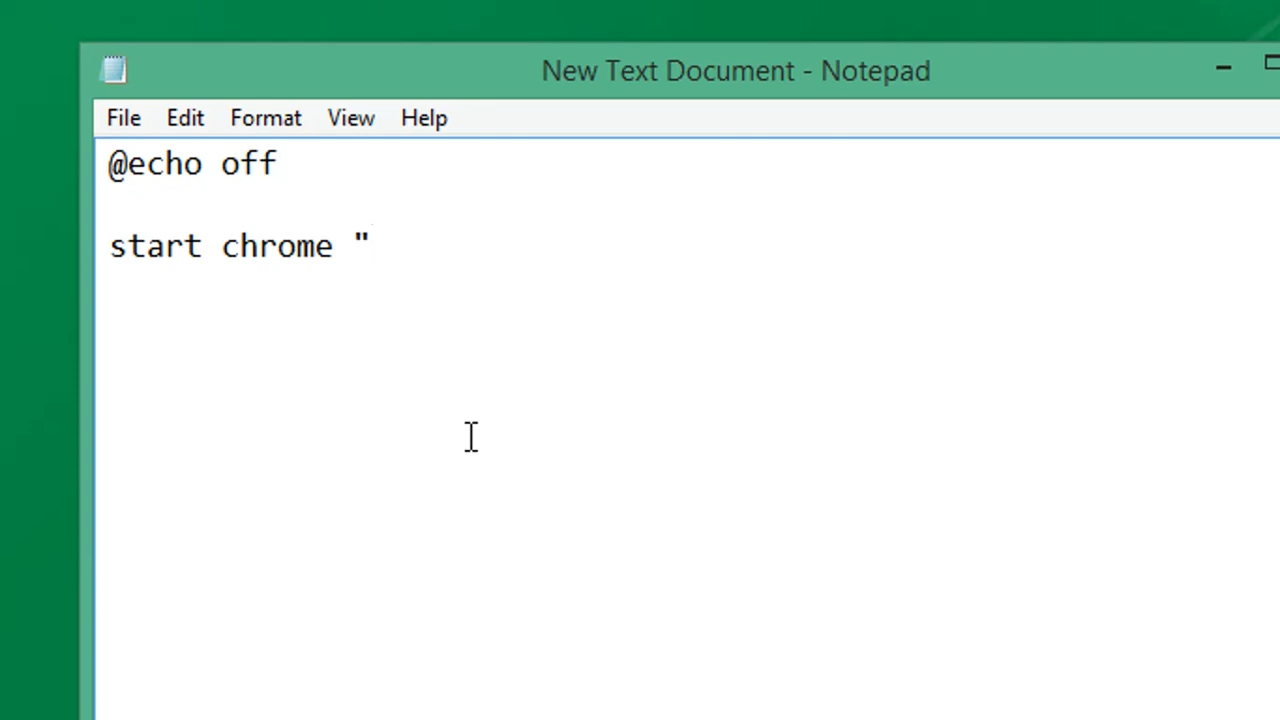 New Text Document - Notepad
File Edit Format View Help
@echo off
start chrome "